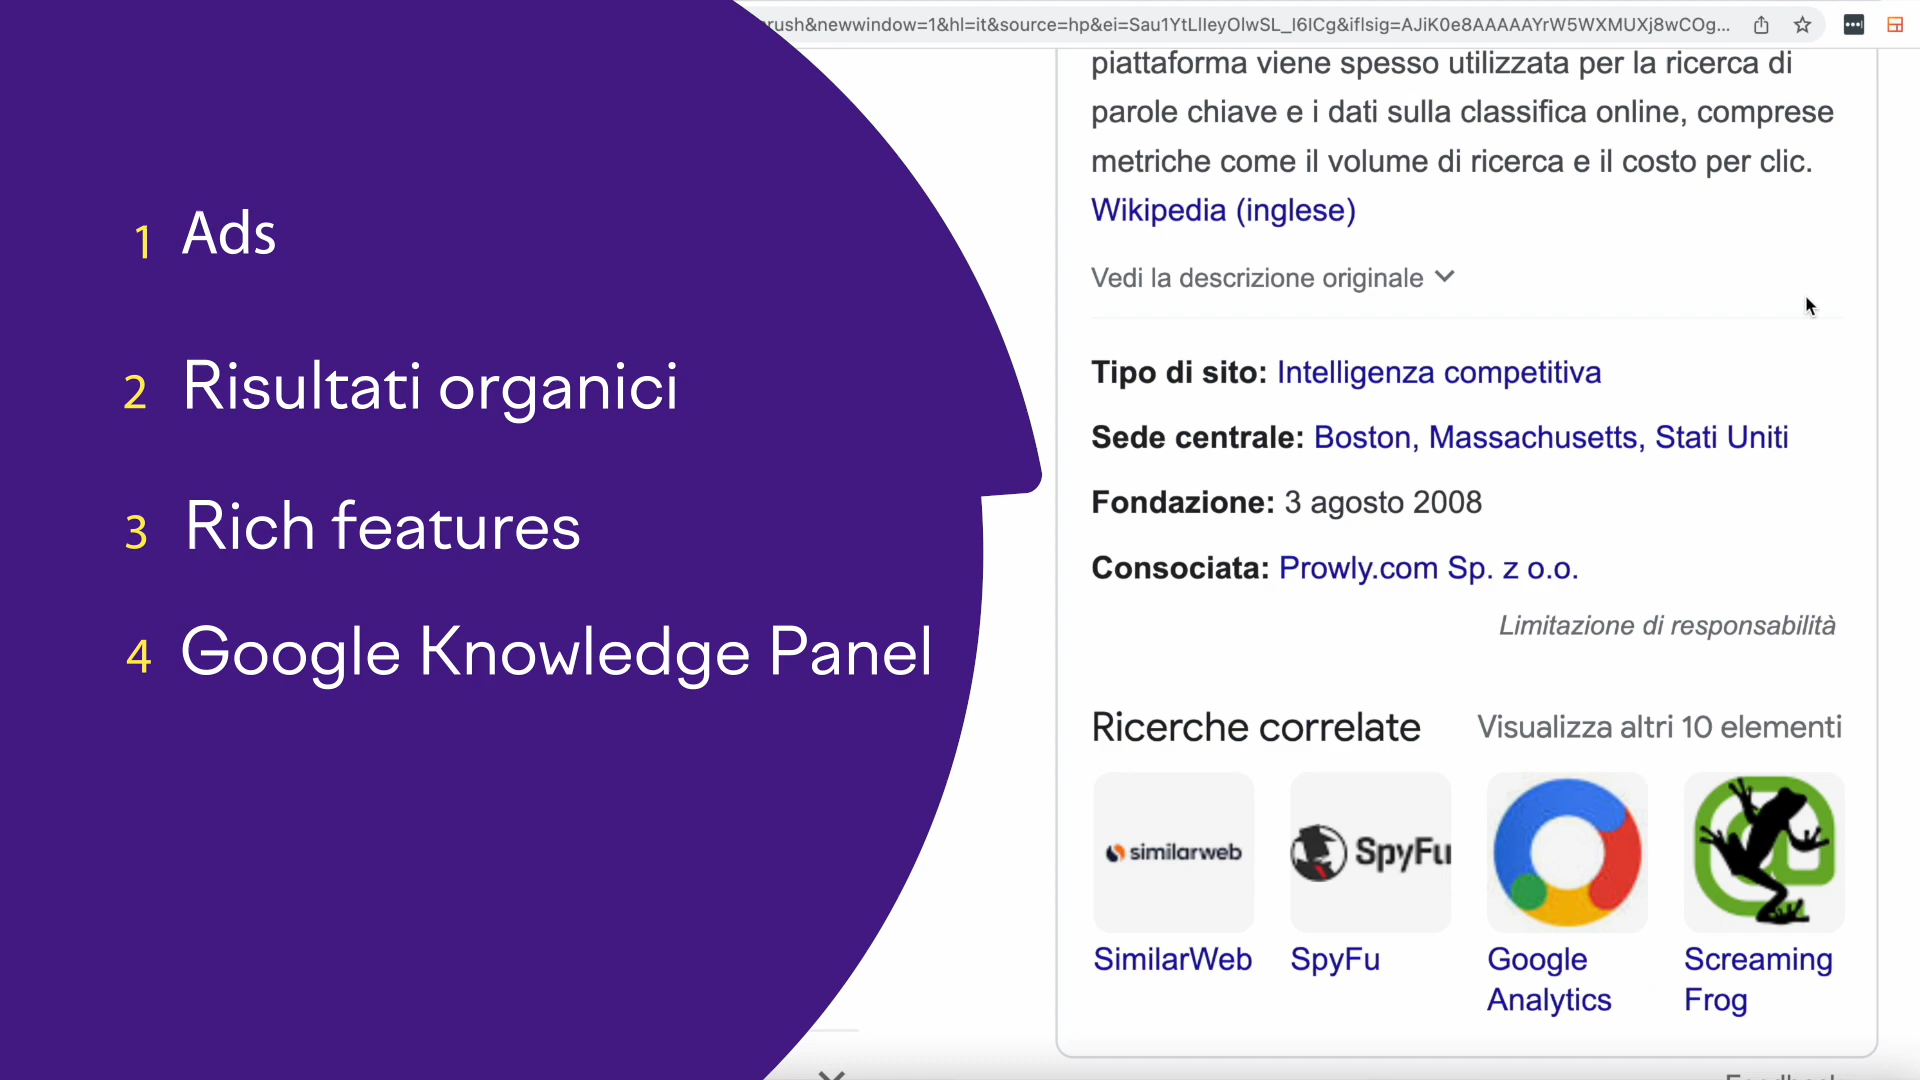 rush&newwindow=1&hl=it&source=hp&ei=Sau1YtLlIeyOlwSL_I6ICg&iflsig=AJiK0e8AAAAAYrW5WXMUXj8wCOg...
1 Ads
2 Risultati organici
3 Rich features
4 Google Knowledge Panel
piattaforma viene spesso utilizzata per la ricerca di
parole chiave e i dati sulla classifica online, comprese
metriche come il volume di ricerca e il costo per clic.
Wikipedia (inglese)
Vedi la descrizione originale
Tipo di sito: Intelligenza competitiva
Sede centrale: Boston, Massachusetts, Stati Uniti
Fondazione: 3 agosto 2008
Consociata: Prowly.com Sp. z o.o.
Limitazione di responsabilità
Ricerche correlate Visualizza altri 10 elementi
similarweb SpyFu
SimilarWeb SpyFu Google Screaming
Analytics Frog